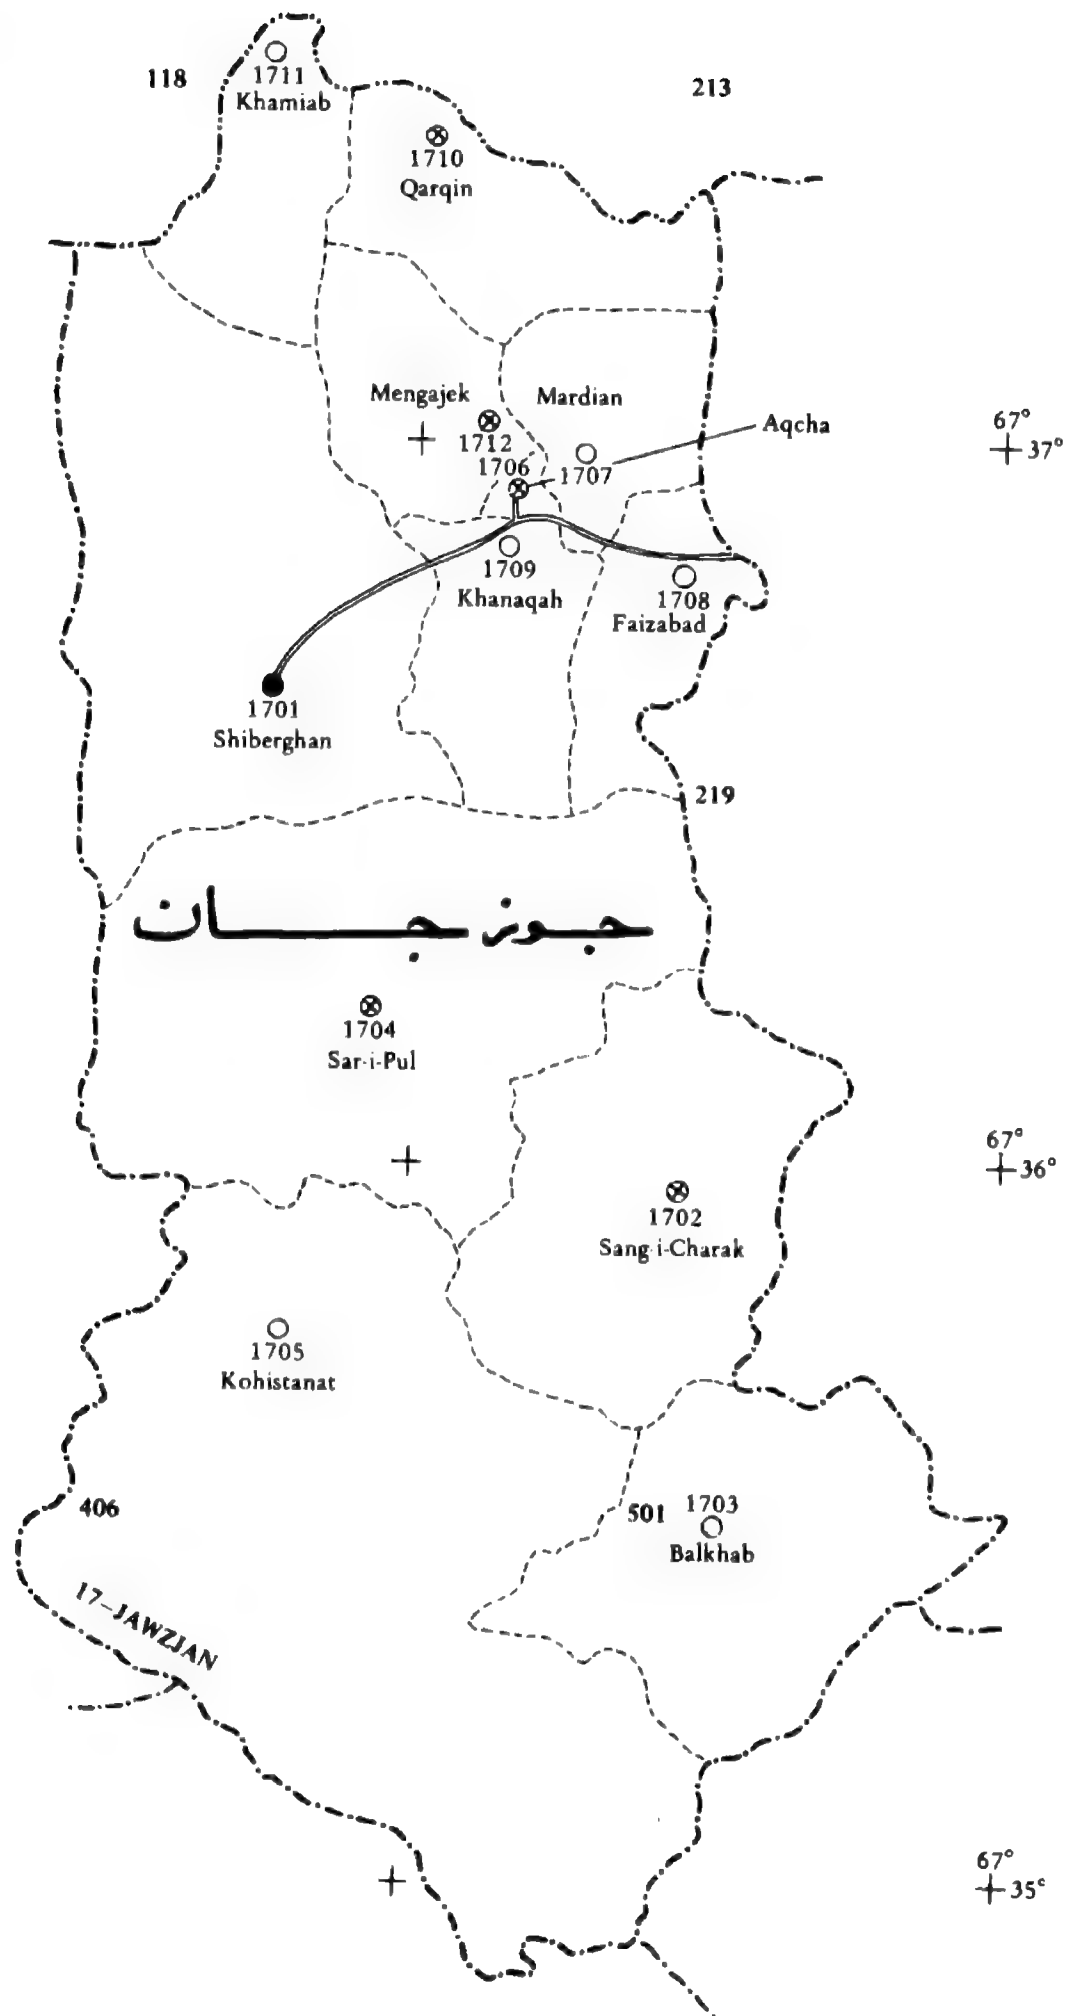 118
1711
Khamiab
213
1710
Qarqin
Mengajek
Mardian
1712
Aqcha
67°
37°
1706
1707
1709
Khanaqah
1708
Faizabad
1701
Shiberghan
219
جـوزجـــان
1704
Sar-i-Pul
67°
36°
1702
Sang-i-Charak
1705
Kohistanat
406
501
1703
Balkhab
17-JAWZJAN
67°
35°